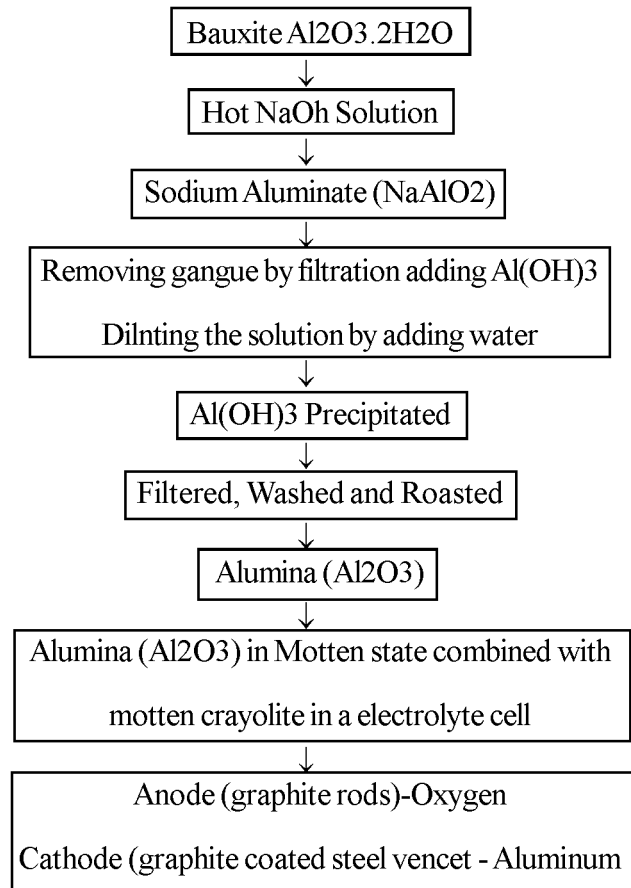 Bauxite Al2O3.2H2O
Hot NaOh Solution
Sodium Aluminate (NaAlO2)
Removing gangue by filtration adding Al(OH)3
Dilnting the solution by adding water
Al(OH)3 Precipitated
Filtered, Washed and Roasted
Alumina (Al2O3)
Alumina (Al2O3) in Motten state combined with
motten crayolite in a electrolyte cell
Anode (graphite rods)-Oxygen
Cathode (graphite coated steel vencet - Aluminum